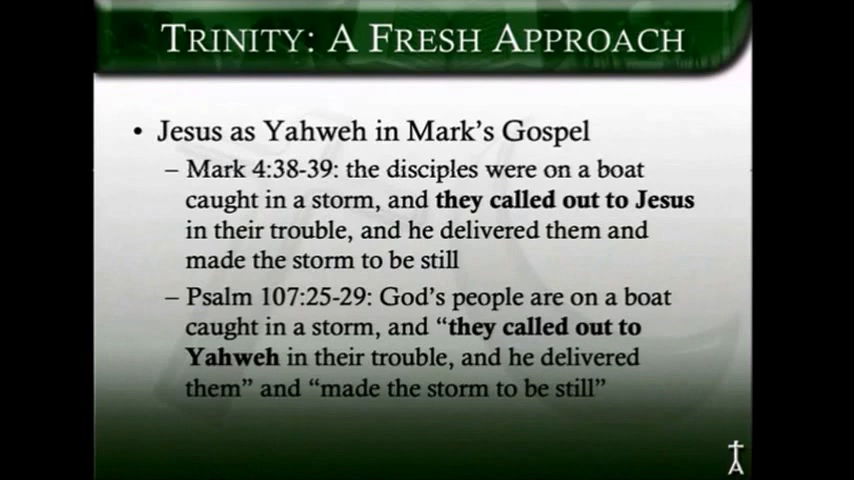 TRINITY: A FRESH APPROACH
• Jesus as Yahweh in Mark's Gospel
– Mark 4:38-39: the disciples were on a boat
caught in a storm, and they called out to Jesus
in their trouble, and he delivered them and
made the storm to be still
– Psalm 107:25-29: God's people are on a boat
caught in a storm, and “they called out to
Yahweh in their trouble, and he delivered
them” and “made the storm to be still”